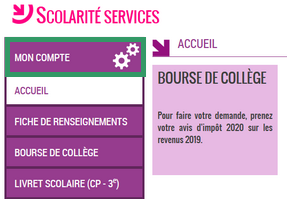 SCOLARITÉ SERVICES
MON COMPTE
ACCUEIL
FICHE DE RENSEIGNEMENTS
BOURSE DE COLLÈGE
LIVRET SCOLAIRE (CP - 3ᵉ)
ACCUEIL
BOURSE DE COLLÈGE
Pour faire votre demande, prenez
votre avis d'impôt 2020 sur les
revenus 2019.